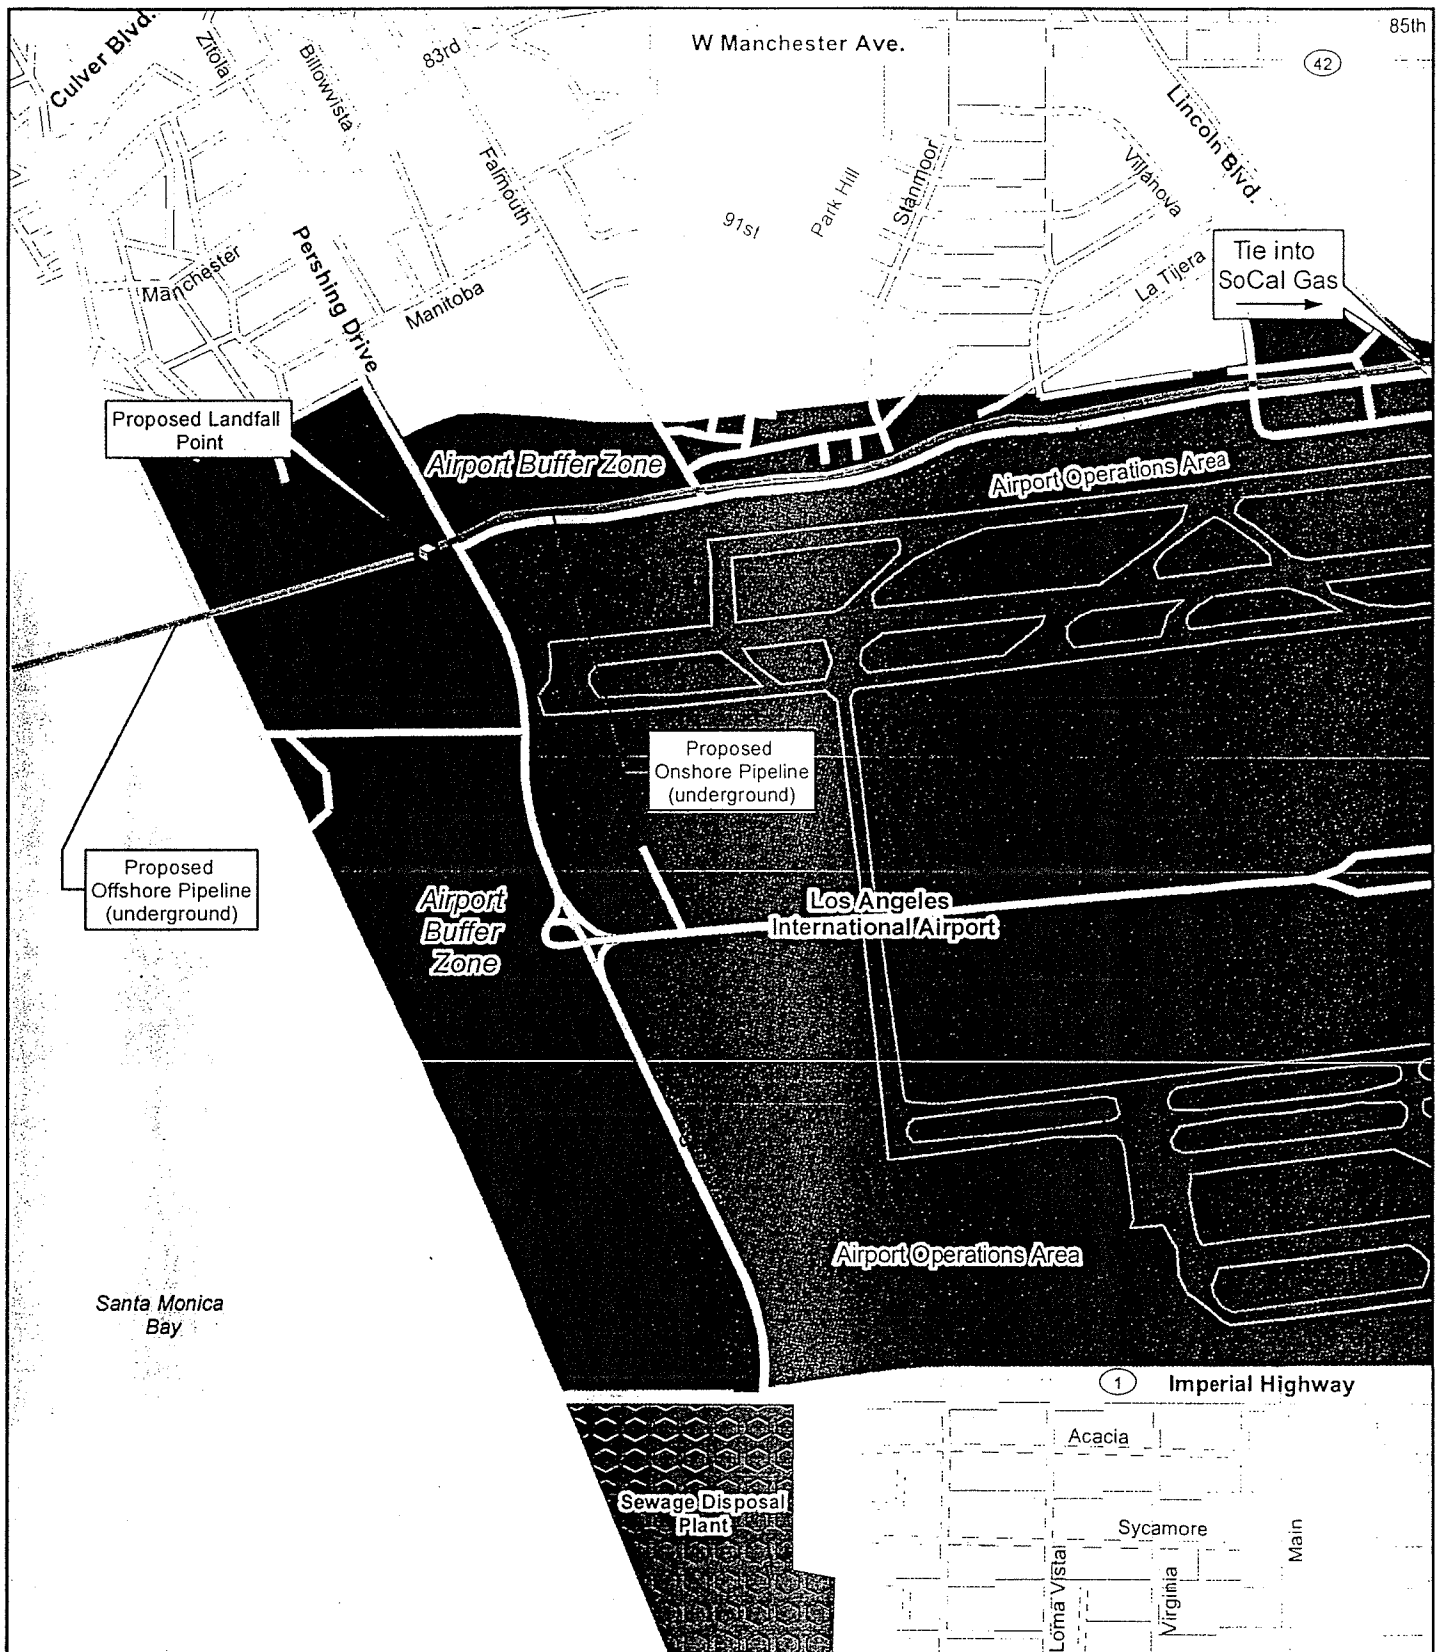 Culver Blvd.
Zitola
Billowvista
83rd
W Manchester Ave.
85th
42
Lincoln Blvd.
Falmouth
Villanova
Stanmoor
Park Hill
91st
Pershing Drive
Manchester
Manitoba
La Tijera
Tie into
SoCal Gas
Proposed Landfall
Point
Airport Buffer Zone
Airport Operations Area
Proposed
Onshore Pipeline
(underground)
Proposed
Offshore Pipeline
(underground)
Airport
Buffer
Zone
Los Angeles
International Airport
Airport Operations Area
Santa Monica
Bay
1
Imperial Highway
Acacia
Sewage Disposal
Plant
Sycamore
Main
Loma Vista
Virginia